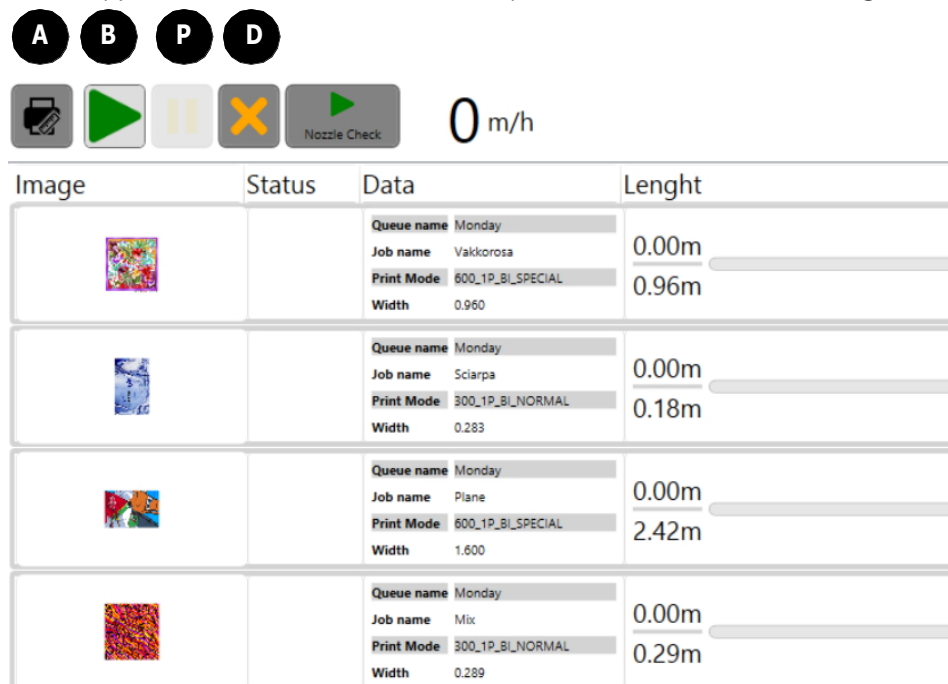 A B P D
Nozzle Check
0 m/h
Image Status Data Lenght
Queue name Monday
Job name Vakkorosa
Print Mode 600_1P_BI_SPECIAL
Width 0.960
0.00m
0.96m
Queue name Monday
Job name Sciarpa
Print Mode 300_1P_BI_NORMAL
Width 0.283
0.00m
0.18m
Queue name Monday
Job name Plane
Print Mode 600_1P_BI_SPECIAL
Width 1.600
0.00m
2.42m
Queue name Monday
Job name Mix
Print Mode 300_1P_BI_NORMAL
Width 0.289
0.00m
0.29m